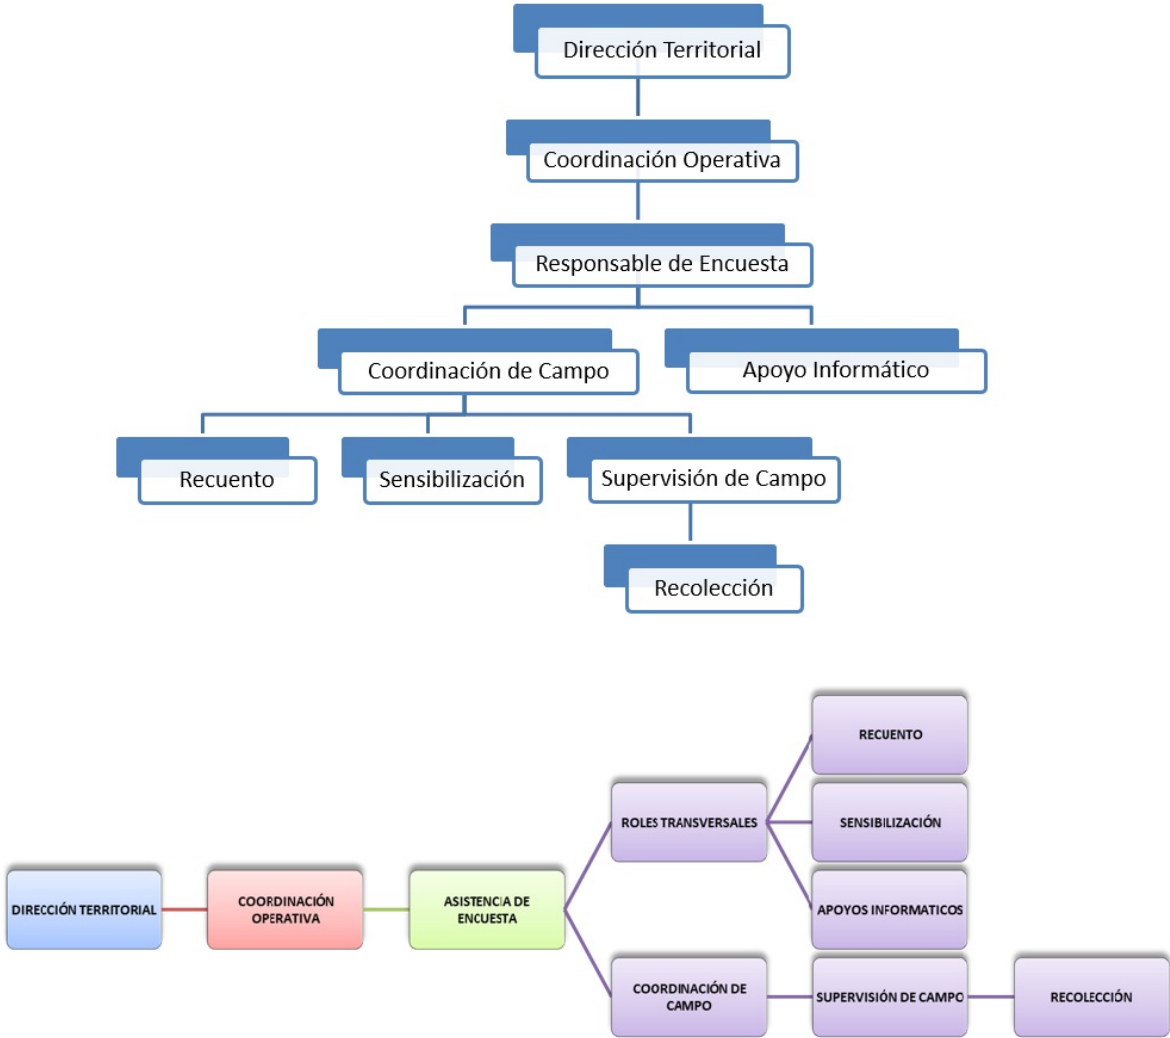 Dirección Territorial
Coordinación Operativa
Responsable de Encuesta
Coordinación de Campo
Apoyo Informático
Recuento
Sensibilización
Supervisión de Campo
Recolección
RECUENTO
ROLES TRANSVERSALES
SENSIBILIZACIÓN
DIRECCIÓN TERRITORIAL
COORDINACIÓN
OPERATIVA
ASISTENCIA DE
ENCUESTA
APOYOS INFORMATICOS
COORDINACIÓN DE
CAMPO
SUPERVISIÓN DE CAMPO
RECOLECCIÓN